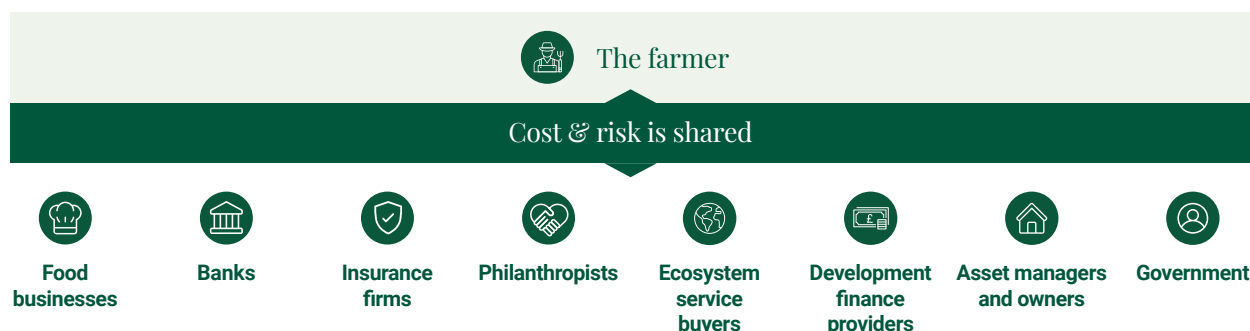 The farmer
Cost & risk is shared
Food
businesses
Banks
Insurance
firms
Philanthropists
Ecosystem
service
buyers
Development
finance
providers
Asset managers
and owners
Government
£